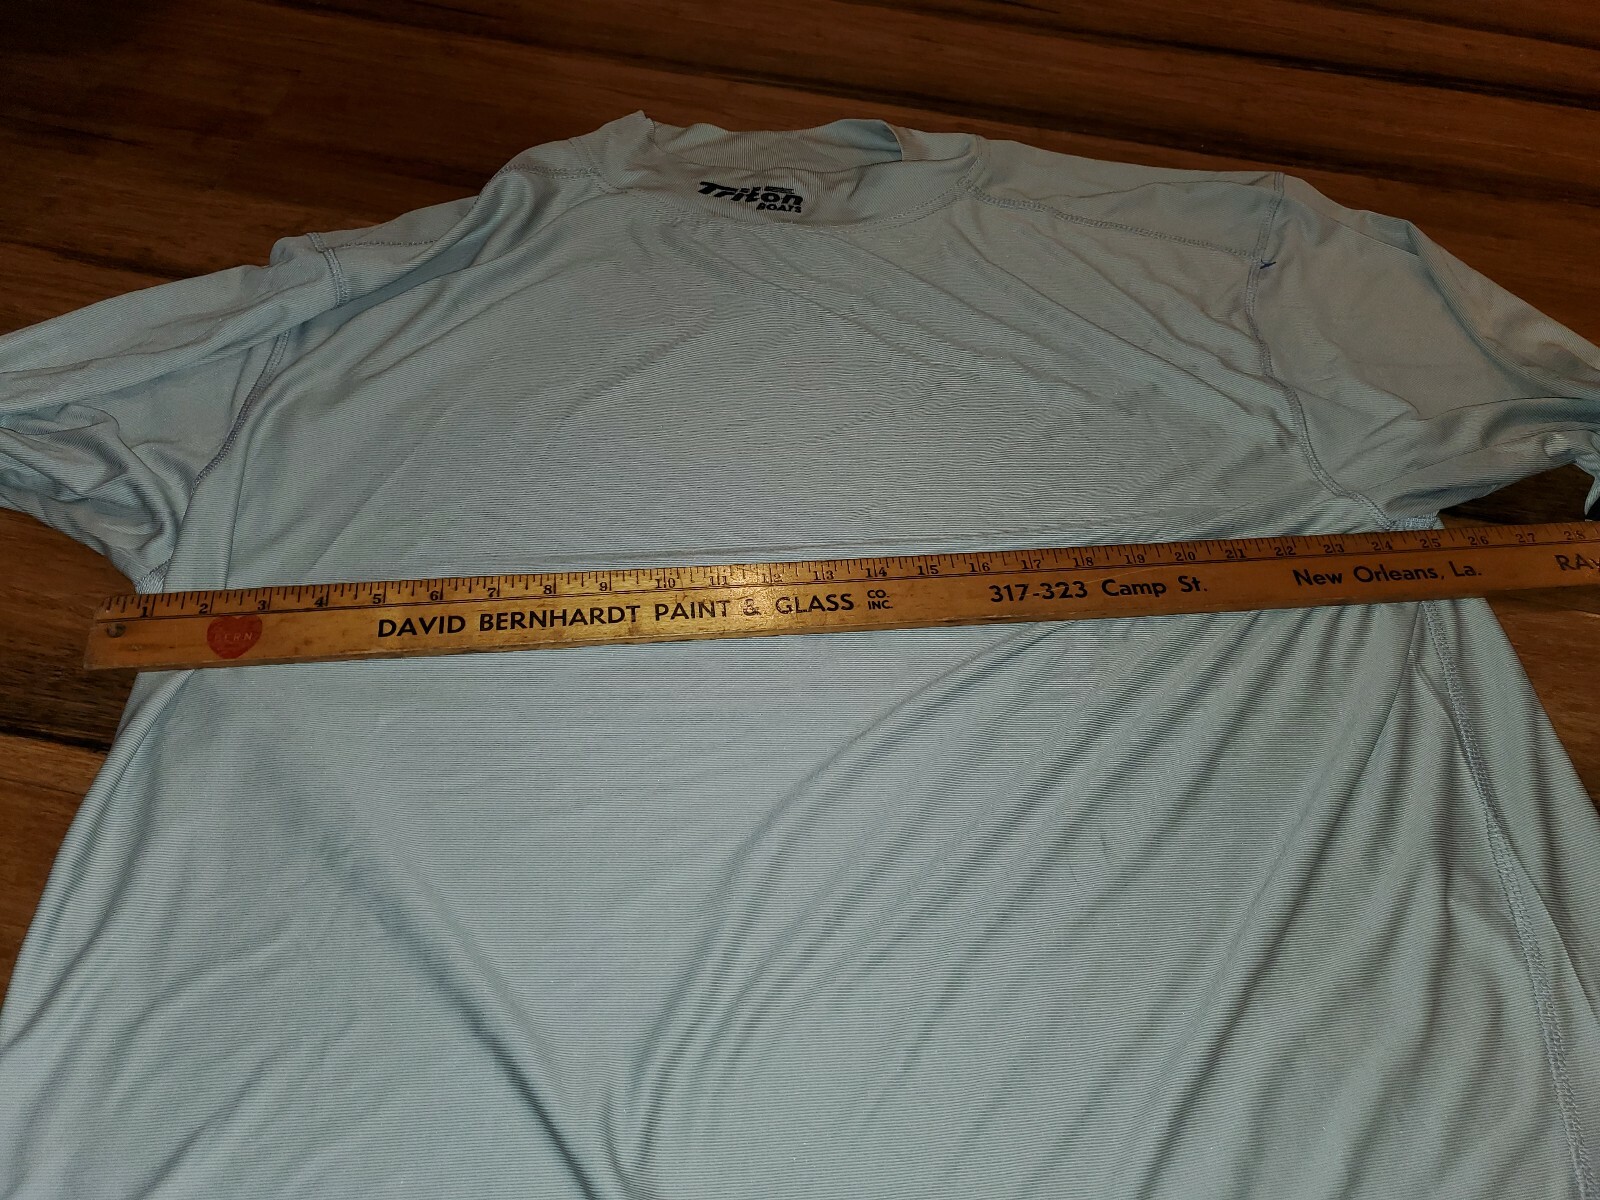 Triton
BOATS
1 2 3 4 5 6 7 8 9 10 11 12 13 14 15 16 17 18 19 20 21 22 23 24 25 26 27 28
BERN
DAVID BERNHARDT PAINT & GLASS CO. INC. 317-323 Camp St. New Orleans, La.